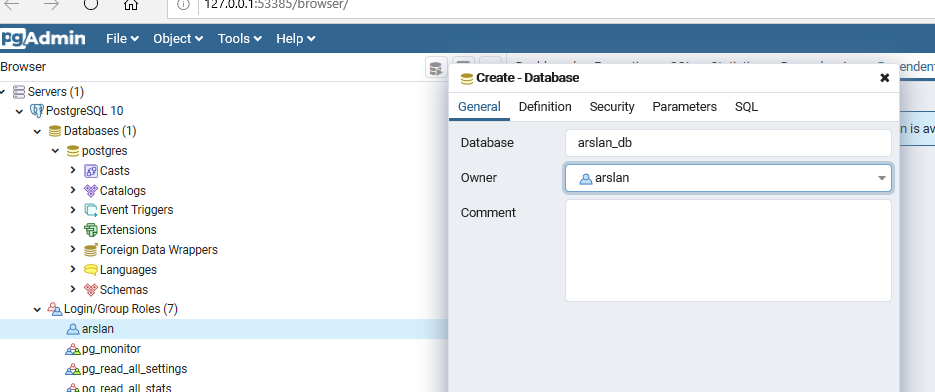 127.0.0.1:53385/browser/
pgAdmin File Object Tools Help
Browser
Servers (1)
PostgreSQL 10
Databases (1)
postgres
Casts
Catalogs
Event Triggers
Extensions
Foreign Data Wrappers
Languages
Schemas
Login/Group Roles (7)
arslan
pg_monitor
pg_read_all_settings
pg_read_all_stats
Create - Database
General Definition Security Parameters SQL
Database arslan_db
Owner arslan
Comment
n is av